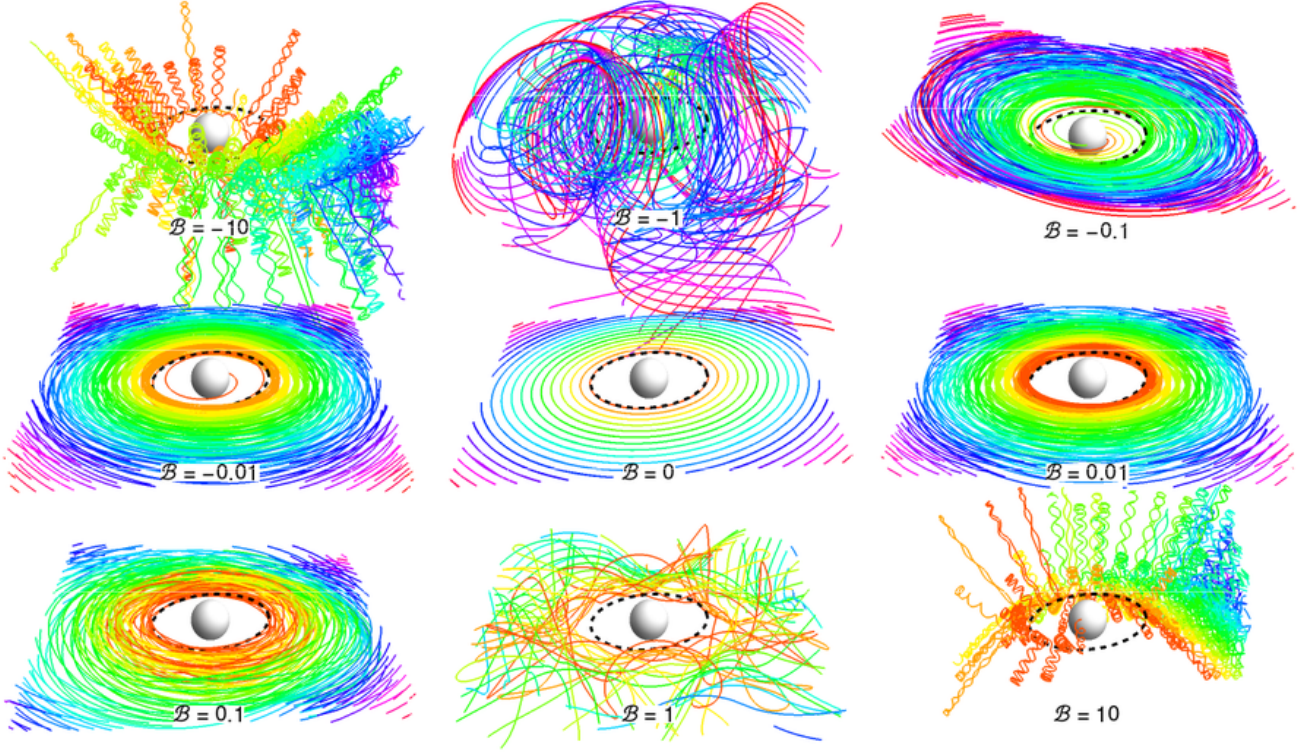 ℬ = −10
ℬ = −1
ℬ = −0.1
ℬ = −0.01
ℬ = 0
ℬ = 0.01
ℬ = 0.1
ℬ = 1
ℬ = 10